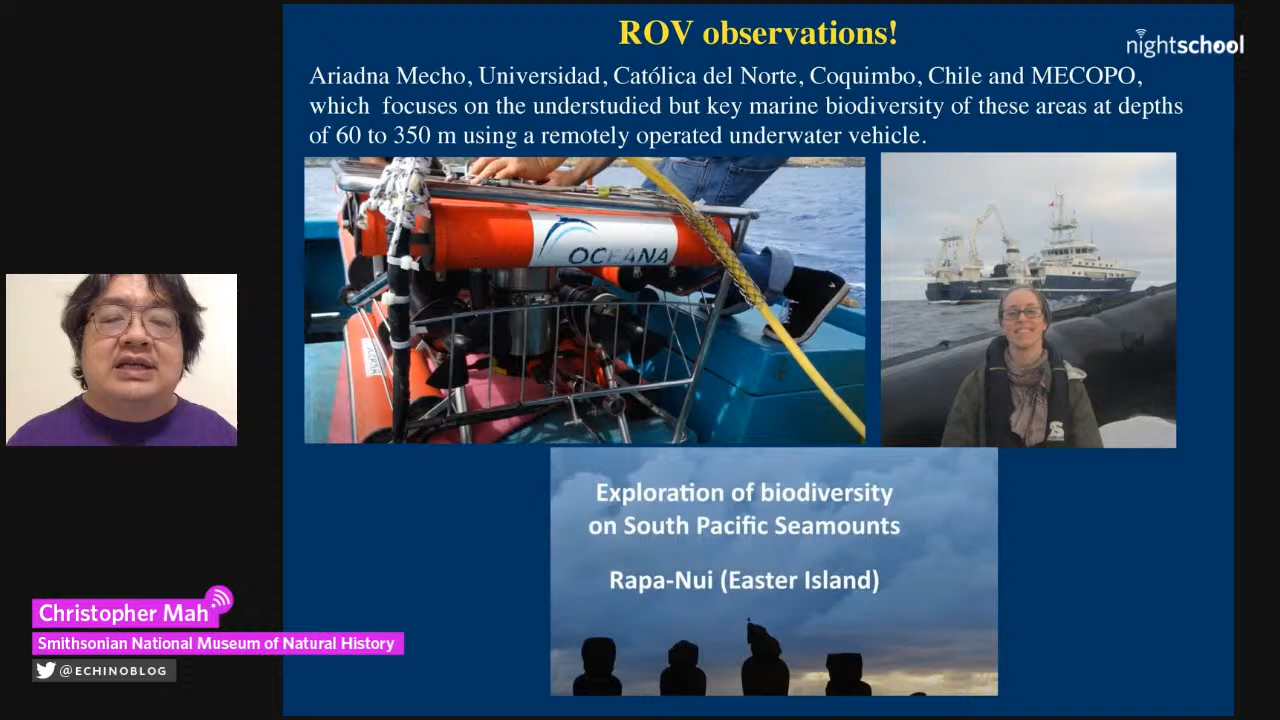 ROV observations!
nightschool
Ariadna Mecho, Universidad, Católica del Norte, Coquimbo, Chile and MECOPO,
which focuses on the understudied but key marine biodiversity of these areas at depths
of 60 to 350 m using a remotely operated underwater vehicle.
OCEANA
Exploration of biodiversity
on South Pacific Seamounts
Rapa-Nui (Easter Island)
Christopher Mah
Smithsonian National Museum of Natural History
@ECHINOBLOG